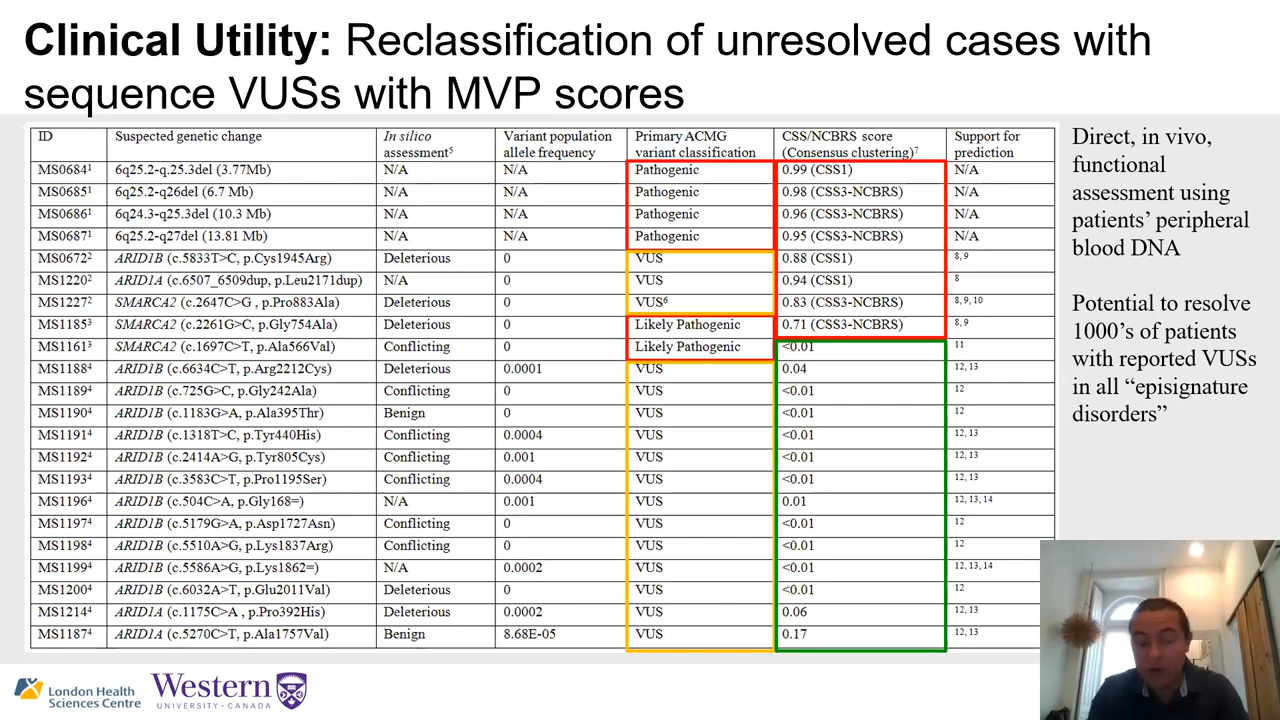 Clinical Utility: Reclassification of unresolved cases with
sequence VUSs with MVP scores
ID Suspected genetic change In silico assessment⁵ Variant population allele frequency Primary ACMG variant classification CSS/NCBRS score (Consensus clustering)⁷ Support for prediction
MS0684¹ 6q25.2-q.25.3del (3.77Mb) N/A N/A Pathogenic 0.99 (CSS1) N/A
MS0685¹ 6q25.2-q26del (6.7 Mb) N/A N/A Pathogenic 0.98 (CSS3-NCBRS) N/A
MS0686¹ 6q24.3-q25.3del (10.3 Mb) N/A N/A Pathogenic 0.96 (CSS3-NCBRS) N/A
MS0687¹ 6q25.2-q27del (13.81 Mb) N/A N/A Pathogenic 0.95 (CSS3-NCBRS) N/A
MS0672² ARID1B (c.5833T>C, p.Cys1945Arg) Deleterious 0 VUS 0.88 (CSS1) 8, 9
MS1220² ARID1A (c.6507_6509dup, p.Leu2171dup) N/A 0 VUS 0.94 (CSS1) 8
MS1227² SMARCA2 (c.2647C>G , p.Pro883Ala) Deleterious 0 VUS⁶ 0.83 (CSS3-NCBRS) 8, 9, 10
MS1185³ SMARCA2 (c.2261G>C, p.Gly754Ala) Deleterious 0 Likely Pathogenic 0.71 (CSS3-NCBRS) 8, 9
MS1161³ SMARCA2 (c.1697C>T, p.Ala566Val) Conflicting 0 Likely Pathogenic <0.01 11
MS1188⁴ ARID1B (c.6634C>T, p.Arg2212Cys) Deleterious 0.0001 VUS 0.04 12, 13
MS1189⁴ ARID1B (c.725G>C, p.Gly242Ala) Conflicting 0 VUS <0.01 12
MS1190⁴ ARID1B (c.1183G>A, p.Ala395Thr) Benign 0 VUS <0.01 12
MS1191⁴ ARID1B (c.1318T>C, p.Tyr440His) Conflicting 0.0004 VUS <0.01 12, 13
MS1192⁴ ARID1B (c.2414A>G, p.Tyr805Cys) Conflicting 0.001 VUS <0.01 12, 13
MS1193⁴ ARID1B (c.3583C>T, p.Pro1195Ser) Conflicting 0.0004 VUS <0.01 12, 13
MS1196⁴ ARID1B (c.504C>A, p.Gly168=) N/A 0.001 VUS 0.01 12, 13, 14
MS1197⁴ ARID1B (c.5179G>A, p.Asp1727Asn) Conflicting 0 VUS <0.01 12
MS1198⁴ ARID1B (c.5510A>G, p.Lys1837Arg) Conflicting 0 VUS <0.01 12
MS1199⁴ ARID1B (c.5586A>G, p.Lys1862=) N/A 0.0002 VUS <0.01 12, 13, 14
MS1200⁴ ARID1B (c.6032A>T, p.Glu2011Val) Deleterious 0 VUS <0.01 12
MS1214⁴ ARID1A (c.1175C>A , p.Pro392His) Deleterious 0.0002 VUS 0.06 12, 13
MS1187⁴ ARID1A (c.5270C>T, p.Ala1757Val) Benign 8.68E-05 VUS 0.17 12, 13
Direct, in vivo,
functional
assessment using
patients' peripheral
blood DNA
Potential to resolve
1000's of patients
with reported VUSs
in all "episignature
disorders"
London Health
Sciences Centre
Western
UNIVERSITY · CANADA